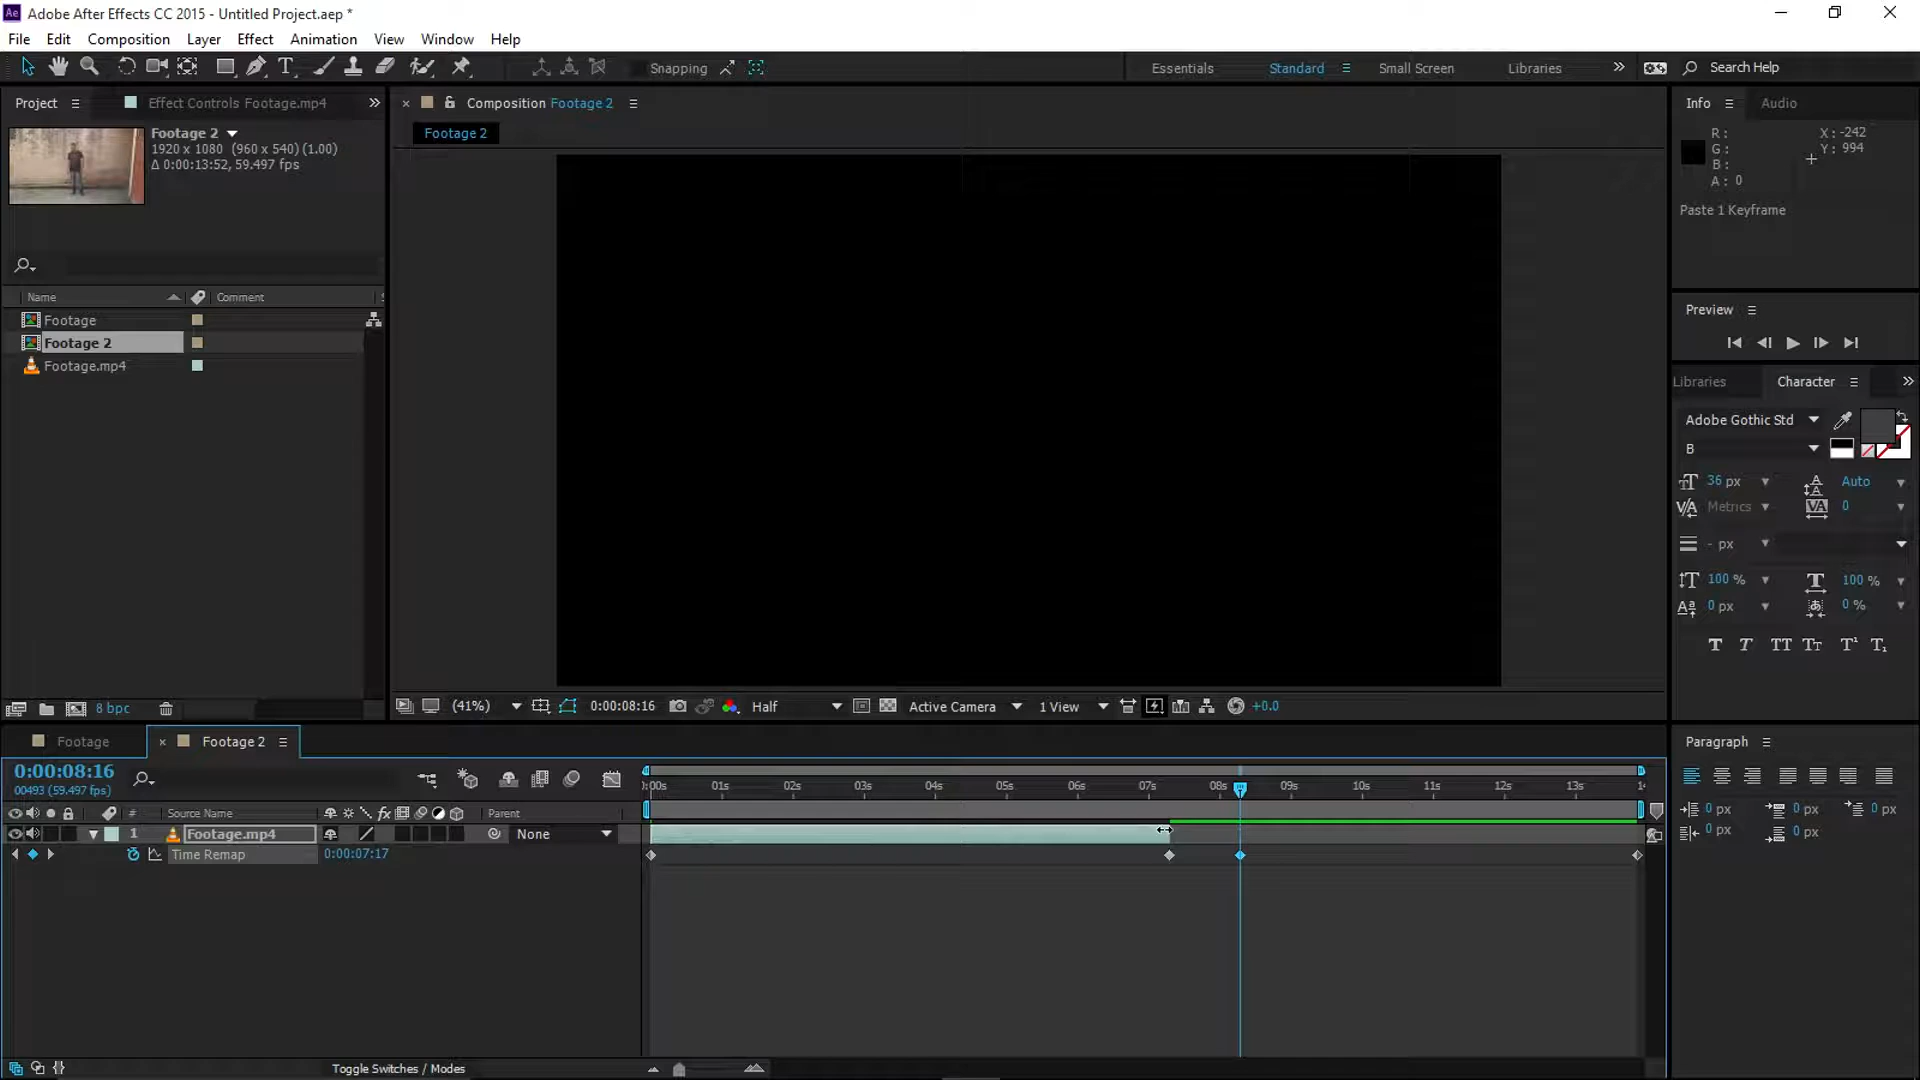 Ae Adobe After Effects CC 2015 - Untitled Project.aep *
File Edit Composition Layer Effect Animation View Window Help
Snapping Essentials Standard Small Screen Libraries Search Help
Project Effect Controls Footage.mp4
Footage 2
1920 x 1080 (960 x 540) (1.00)
Δ 0:00:13:52, 59.497 fps
Name Comment
Footage
Footage 2
Footage.mp4
8 bpc
Composition Footage 2
Footage 2
(41%) 0:00:08:16 Half Active Camera 1 View +0.0
Info Audio
R :
G :
B :
A : 0
X : -242
Y : 994
Paste 1 Keyframe
Preview
Libraries Character
Adobe Gothic Std
B
36 px Auto
Metrics 0
- px
100 % 100 %
0 px 0 %
Paragraph
0 px 0 px 0 px
0 px 0 px
Footage Footage 2
0:00:08:16
00493 (59.497 fps)
# Source Name fx Parent
1 Footage.mp4 None
Time Remap 0:00:07:17
:00s 01s 02s 03s 04s 05s 06s 07s 08s 09s 10s 11s 12s 13s
Toggle Switches / Modes